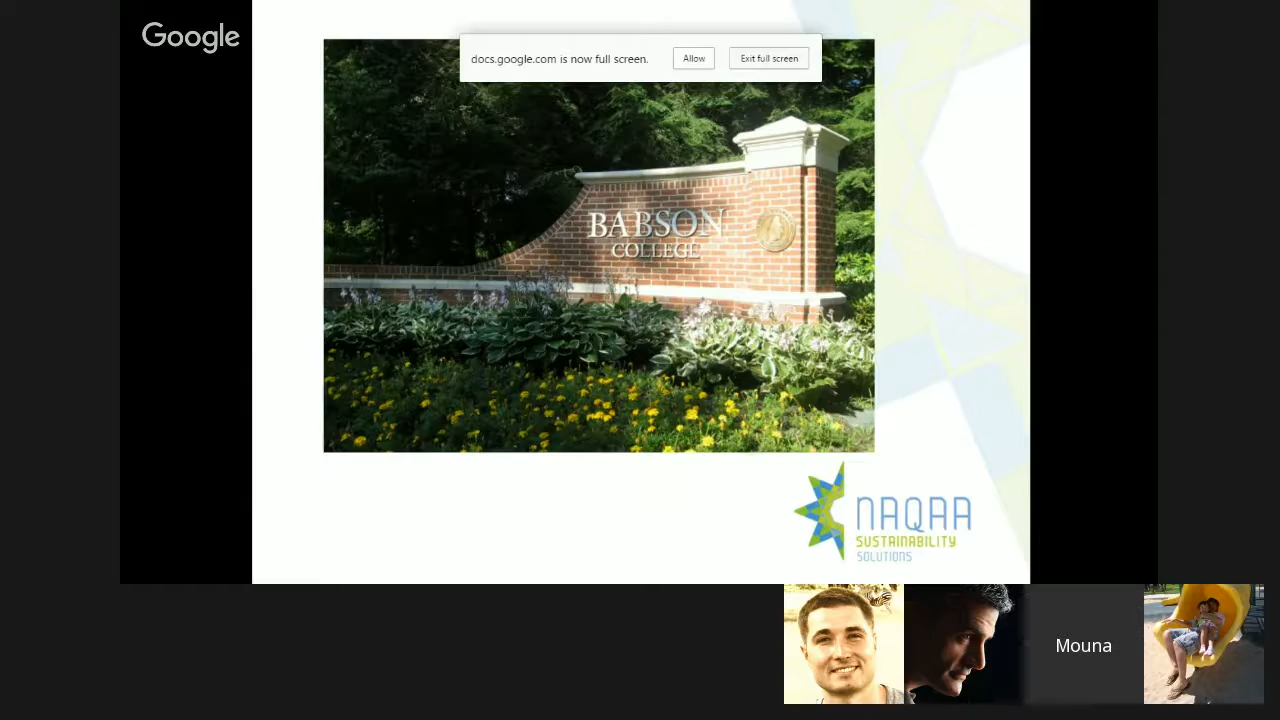 Google
docs.google.com is now full screen.
Allow
Exit full screen
BABSON
COLLEGE
NAQAA
SUSTAINABILITY
SOLUTIONS
Mouna